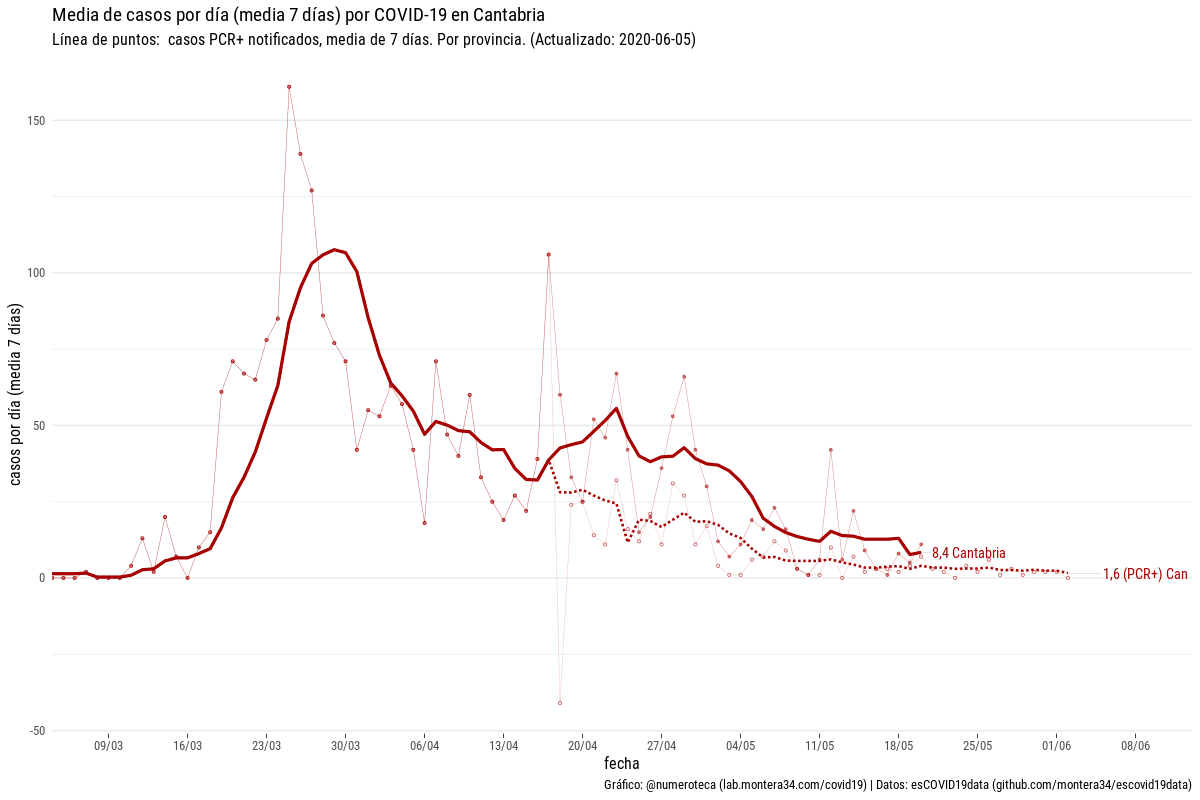 Media de casos por día (media 7 días) por COVID-19 en Cantabria
Línea de puntos:  casos PCR+ notificados, media de 7 días. Por provincia. (Actualizado: 2020-06-05)
casos por día (media 7 días)
150
100
50
0
-50
8,4 Cantabria
1,6 (PCR+) Can
09/03
16/03
23/03
30/03
06/04
13/04
20/04
27/04
04/05
11/05
18/05
25/05
01/06
08/06
fecha
Gráfico: @numeroteca (lab.montera34.com/covid19) | Datos: esCOVID19data (github.com/montera34/escovid19data)